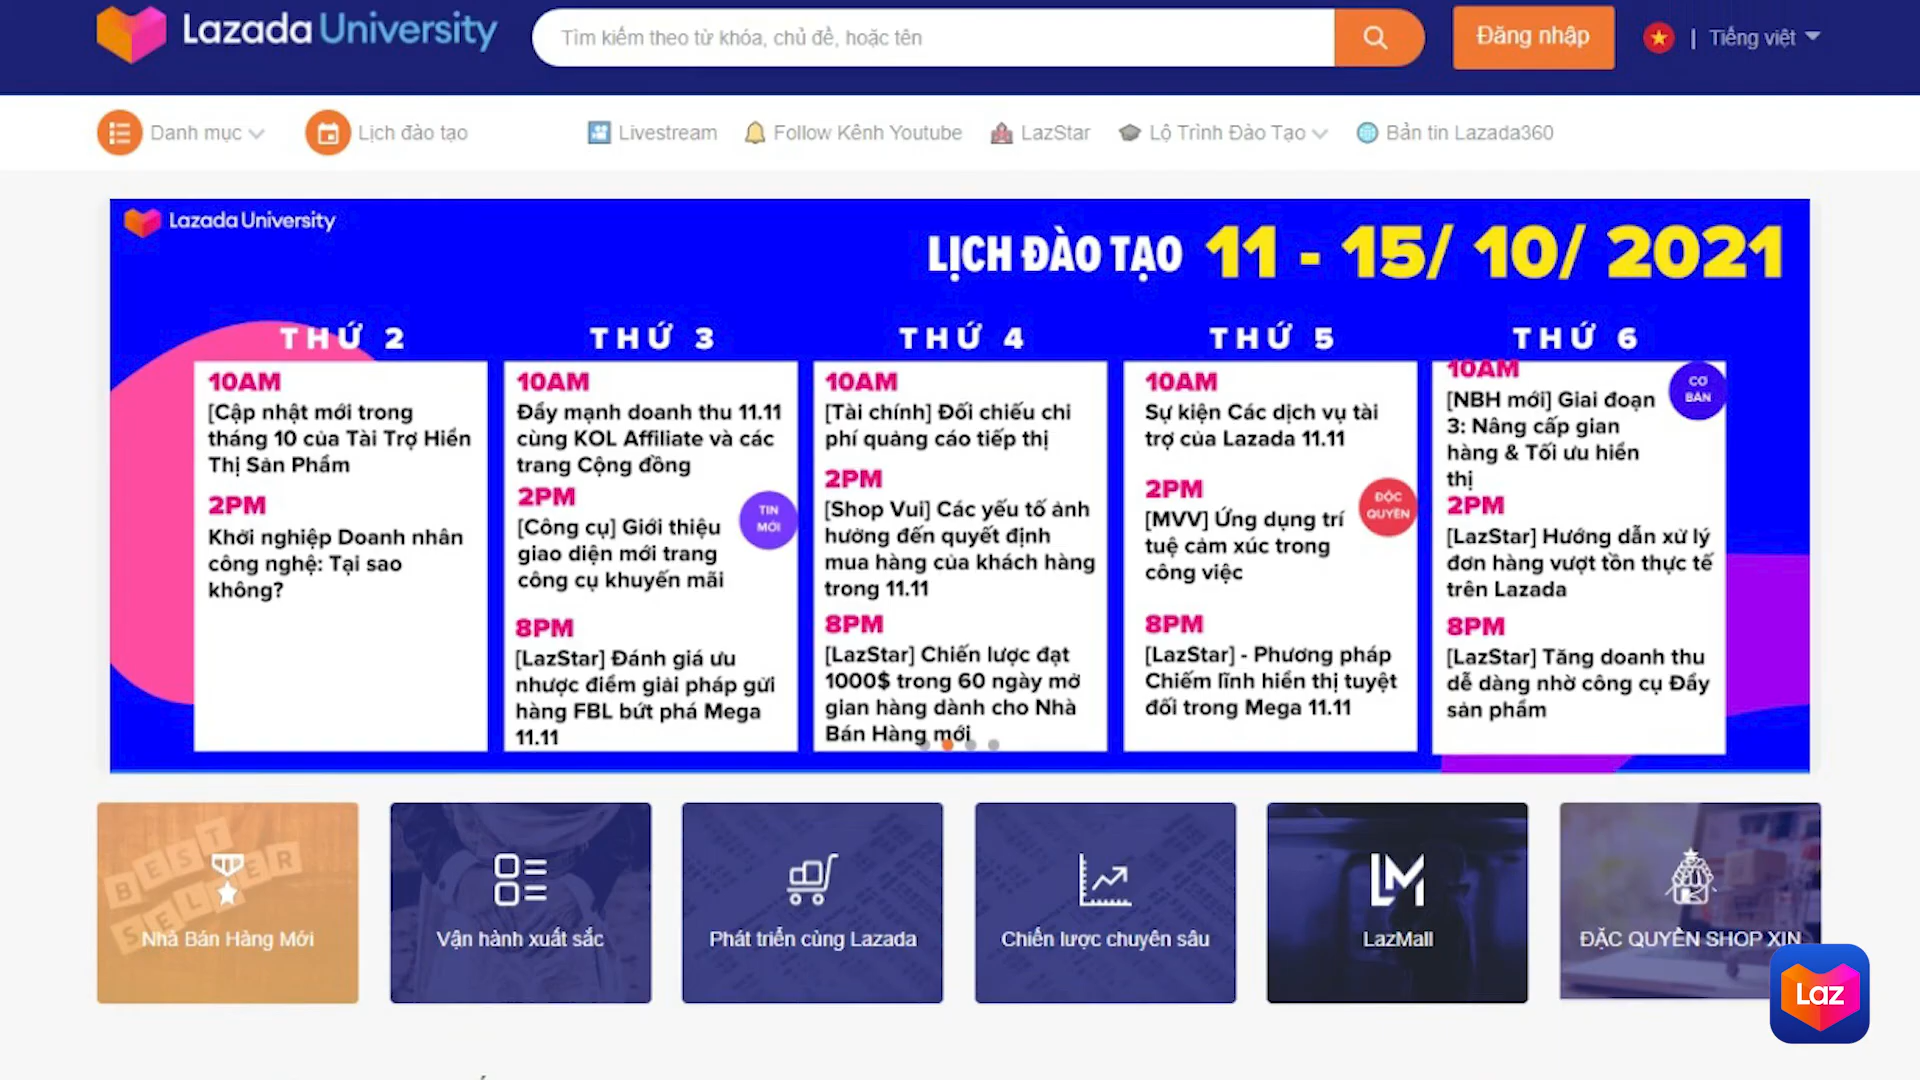 Lazada University
Tìm kiếm theo từ khóa, chủ đề, hoặc tên
Đăng nhập
| Tiếng việt
Danh mục
Lịch đào tạo
Livestream
Follow Kênh Youtube
LazStar
Lộ Trình Đào Tạo
Bản tin Lazada360
Lazada University
LỊCH ĐÀO TẠO 11 - 15/ 10/ 2021
THỨ 2
10AM
[Cập nhật mới trong
tháng 10 của Tài Trợ Hiển
Thị Sản Phẩm
2PM
Khởi nghiệp Doanh nhân
công nghệ: Tại sao
không?
THỨ 3
10AM
Đẩy mạnh doanh thu 11.11
cùng KOL Affiliate và các
trang Cộng đồng
2PM
TIN
MỚI
[Công cụ] Giới thiệu
giao diện mới trang
công cụ khuyến mãi
8PM
[LazStar] Đánh giá ưu
nhược điểm giải pháp gửi
hàng FBL bứt phá Mega
11.11
THỨ 4
10AM
[Tài chính] Đối chiếu chi
phí quảng cáo tiếp thị
2PM
[Shop Vui] Các yếu tố ảnh
hưởng đến quyết định
mua hàng của khách hàng
trong 11.11
8PM
[LazStar] Chiến lược đạt
1000$ trong 60 ngày mở
gian hàng dành cho Nhà
Bán Hàng mới
THỨ 5
10AM
Sự kiện Các dịch vụ tài
trợ của Lazada 11.11
2PM
ĐỘC
QUYỀN
[MVV] Ứng dụng trí
tuệ cảm xúc trong
công việc
8PM
[LazStar] - Phương pháp
Chiếm lĩnh hiển thị tuyệt
đối trong Mega 11.11
THỨ 6
10AM
CƠ
BẢN
[NBH mới] Giai đoạn
3: Nâng cấp gian
hàng & Tối ưu hiển
thị
2PM
[LazStar] Hướng dẫn xử lý
đơn hàng vượt tồn thực tế
trên Lazada
8PM
[LazStar] Tăng doanh thu
dễ dàng nhờ công cụ Đẩy
sản phẩm
BEST
SELLER
Nhà Bán Hàng Mới
Vận hành xuất sắc
Phát triển cùng Lazada
Chiến lược chuyên sâu
LM
LazMall
ĐẶC QUYỀN SHOP XỊN
Laz